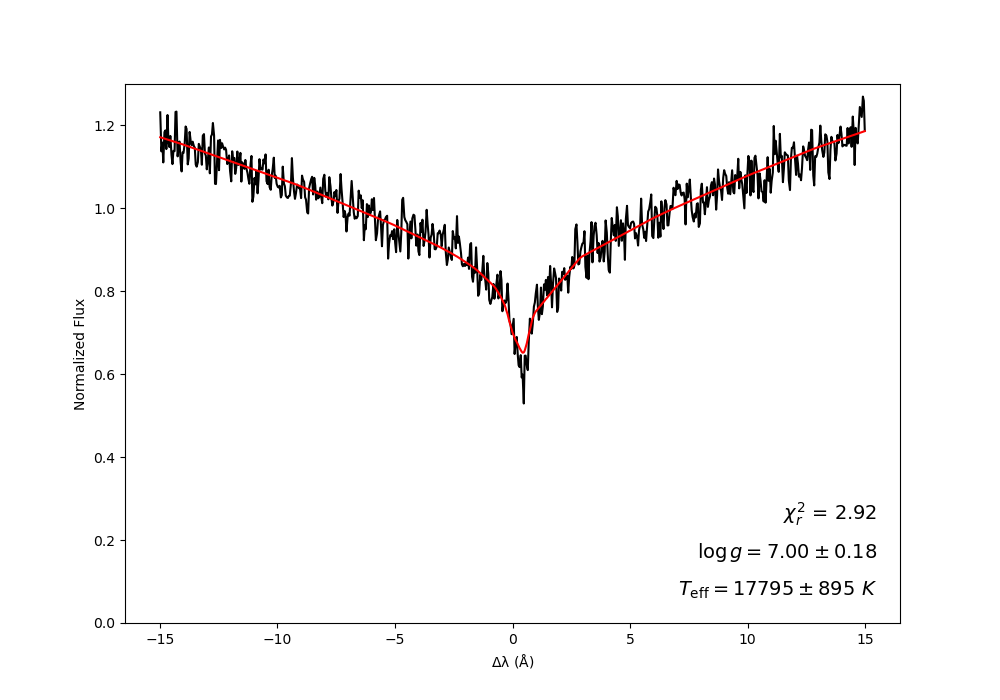 1.2
1.0
0.8
0.6
0.4
0.2
0.0
Normalized Flux
χ²ᵣ = 2.92
log g = 7.00 ± 0.18
T_eff = 17795 ± 895 K
−15 −10 −5 0 5 10 15
Δλ (Å)